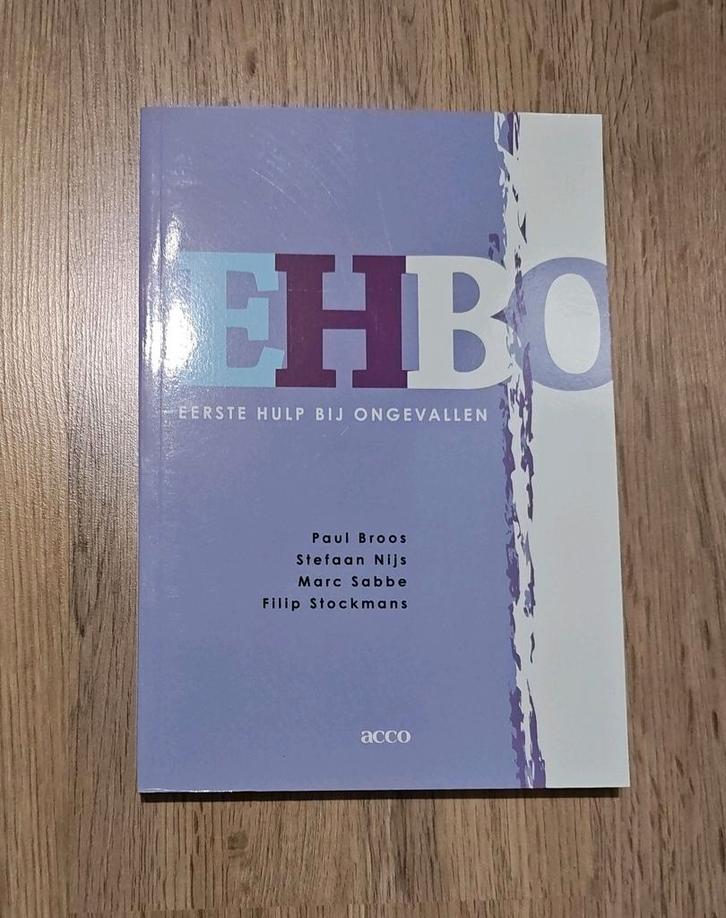 EHBO
EERSTE HULP BIJ ONGEVALLEN
Paul Broos
Stefaan Nijs
Marc Sabbe
Filip Stockmans
acco